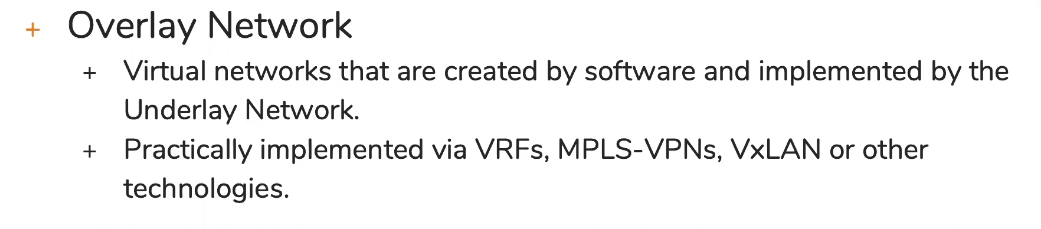 + Overlay Network
+ Virtual networks that are created by software and implemented by the
Underlay Network.
+ Practically implemented via VRFs, MPLS-VPNs, VxLAN or other
technologies.